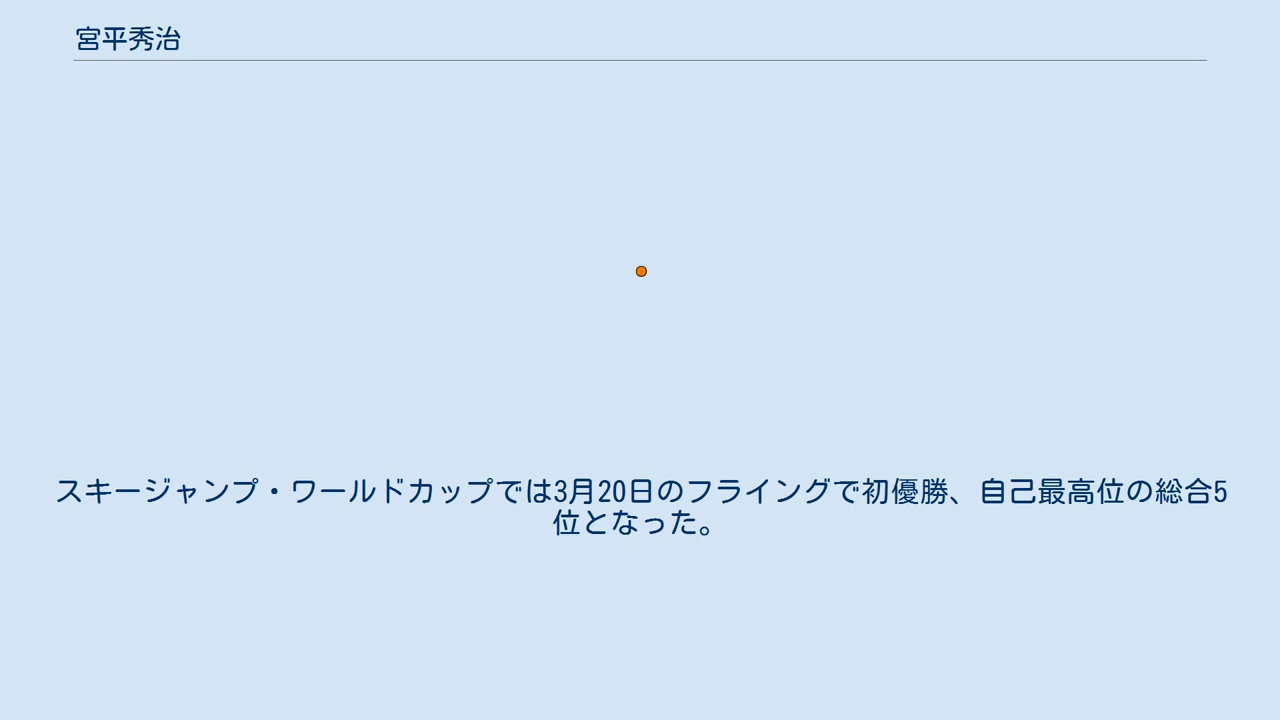 宮平秀治
スキージャンプ・ワールドカップでは3月20日のフライングで初優勝、自己最高位の総合5
位となった。